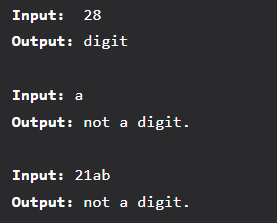 Input:  28
Output: digit
Input: a
Output: not a digit.
Input: 21ab
Output: not a digit.